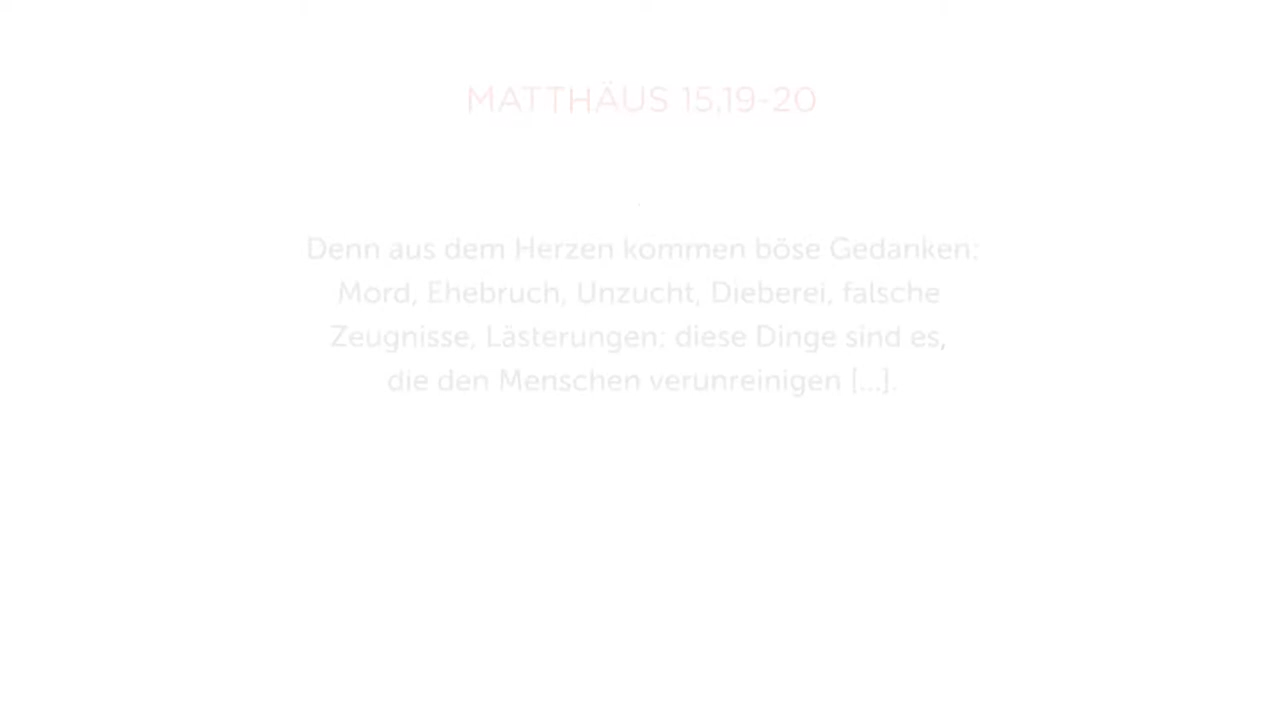 MATTHÄUS 15,19-20
Denn aus dem Herzen kommen böse Gedanken:
Mord, Ehebruch, Unzucht, Dieberei, falsche
Zeugnisse, Lästerungen; diese Dinge sind es,
die den Menschen verunreinigen [...].